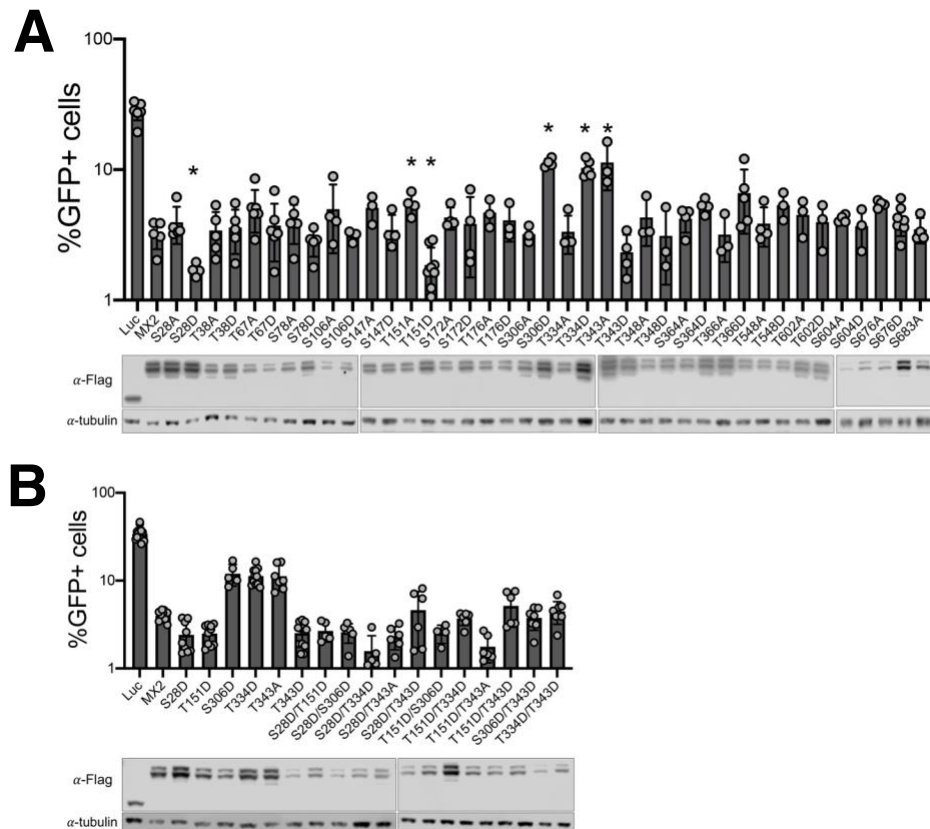 A
%GFP+ cells
100
10
1
* * * * * *
Luc MX2 S28A S28D T38A T38D T67A T67D S78A S78D S106A S106D S147A S147D T151A T151D S172A S172D T176A T176D S306A S306D T334A T334D T343A T343D T348A T348D S364A S364D T366A T366D T548A T548D T602A T602D S604A S604D S676A S676D S683A
α-Flag
α-tubulin
B
%GFP+ cells
100
10
1
Luc MX2 S28D T151D S306D T334D T343A T343D S28D/T151D S28D/S306D S28D/T334D S28D/T343A S28D/T343D T151D/S306D T151D/T334D T151D/T343A T151D/T343D S306D/T343D T334D/T343D
α-Flag
α-tubulin